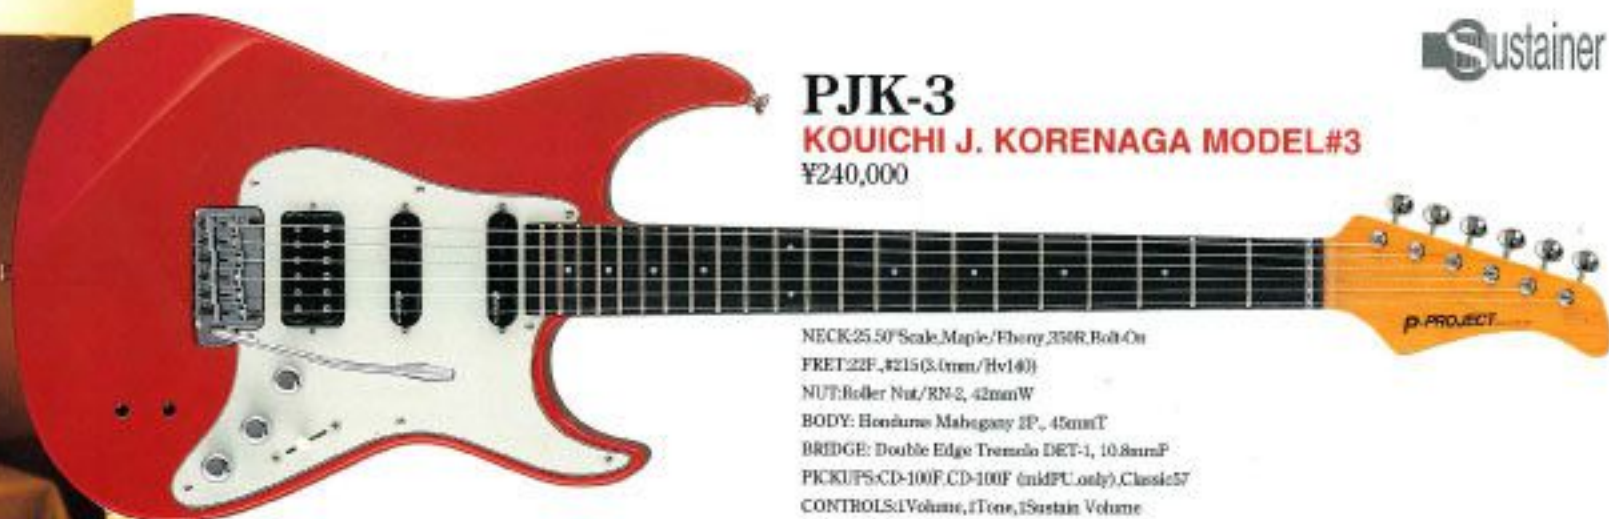 Sustainer
PJK-3
KOUICHI J. KORENAGA MODEL#3
¥240,000
P-PROJECT
NECK:25.50"Scale,Maple/Ebony,350R,Bolt-On
FRET:22F.,#215(3.0mm/Hv140)
NUT:Roller Nut/RN-2, 42mmW
BODY: Honduras Mahogany 2P., 45mmT
BRIDGE: Double Edge Tremolo DET-1, 10.8mmP
PICKUPS:CD-100F,CD-100F (midPU.only),Classic57
CONTROLS:1Volume,1Tone,1Sustain Volume